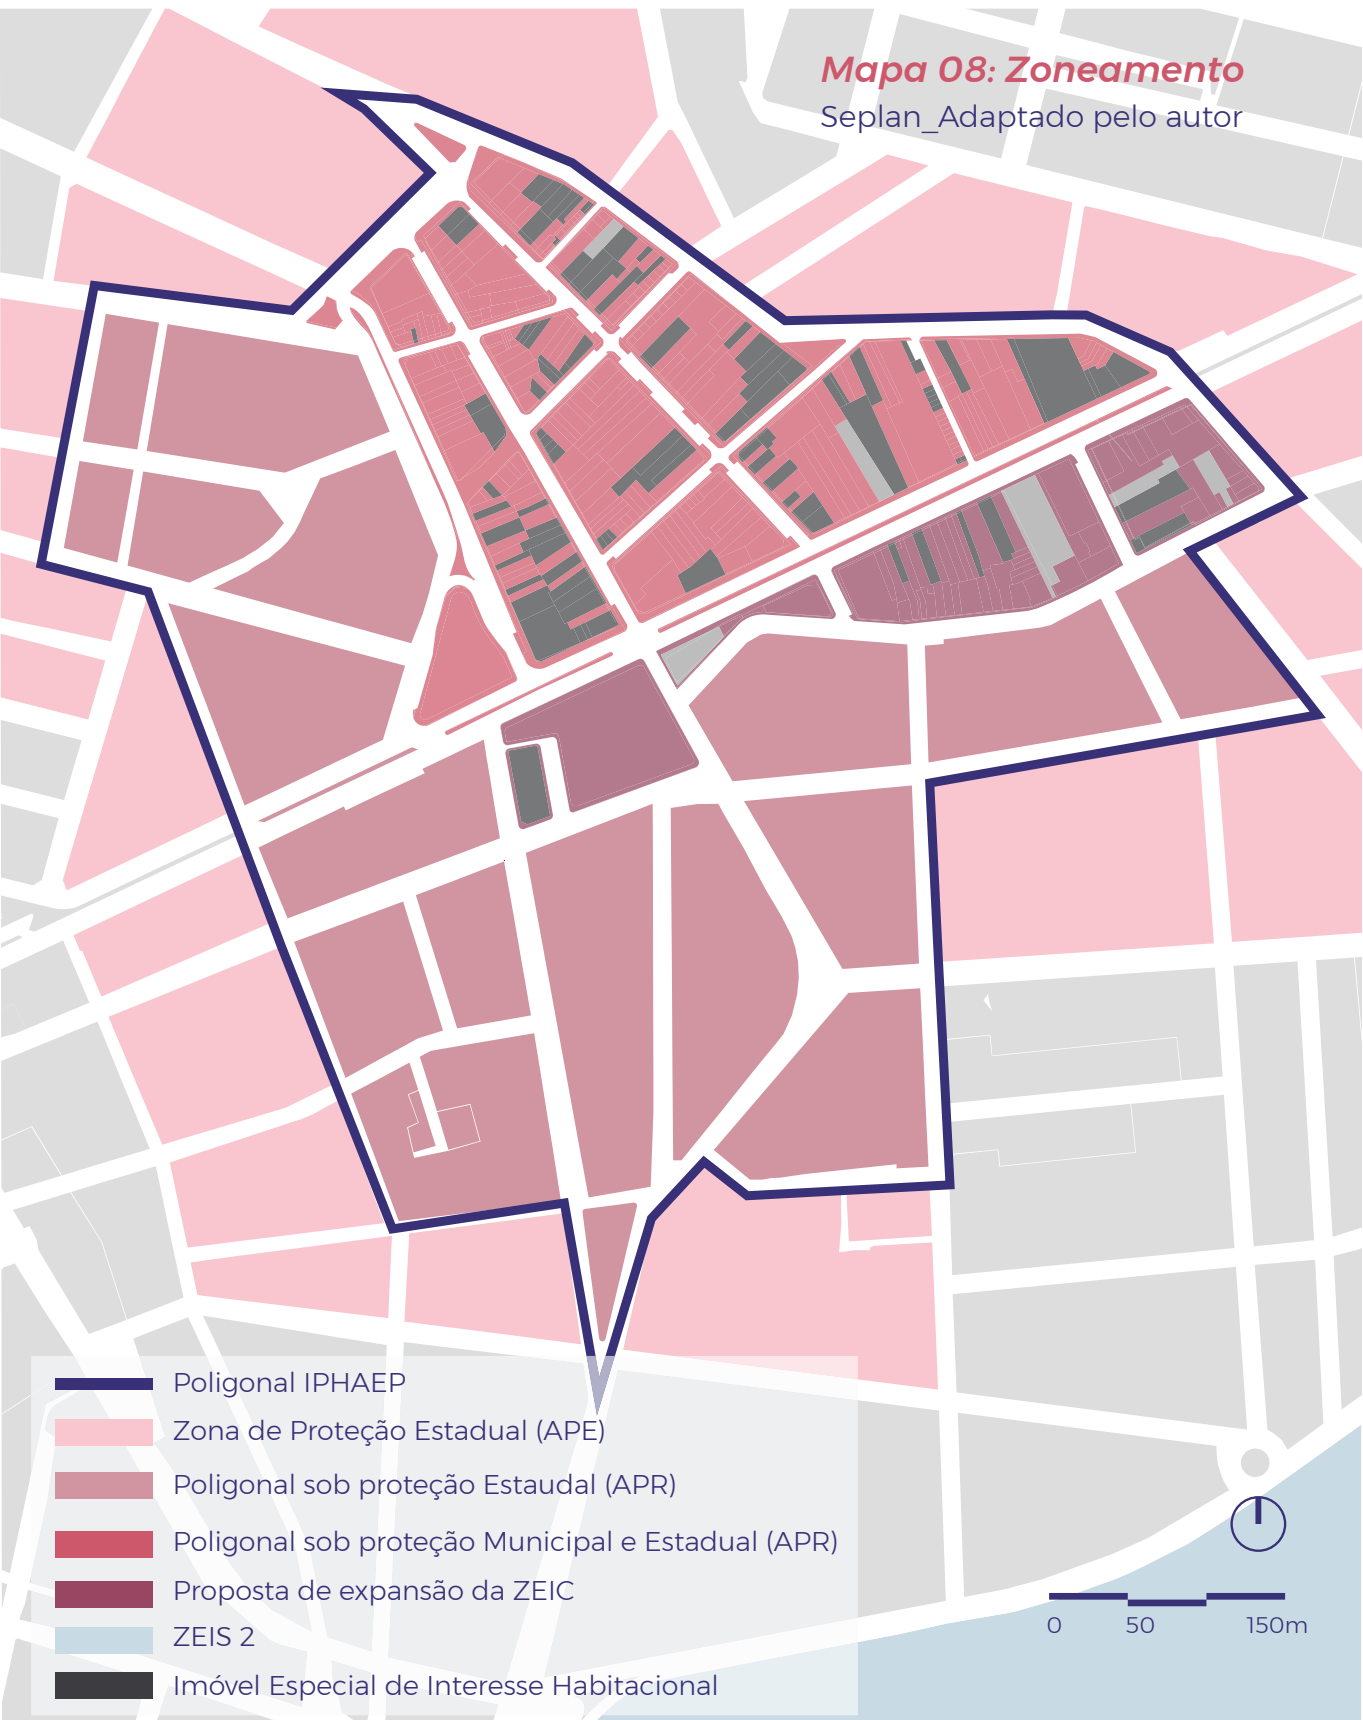 Mapa 08: Zoneamento
Seplan_Adaptado pelo autor
Poligonal IPHAEP
Zona de Proteção Estadual (APE)
Poligonal sob proteção Estaudal (APR)
Poligonal sob proteção Municipal e Estadual (APR)
Proposta de expansão da ZEIC
ZEIS 2
Imóvel Especial de Interesse Habitacional
0 50 150m